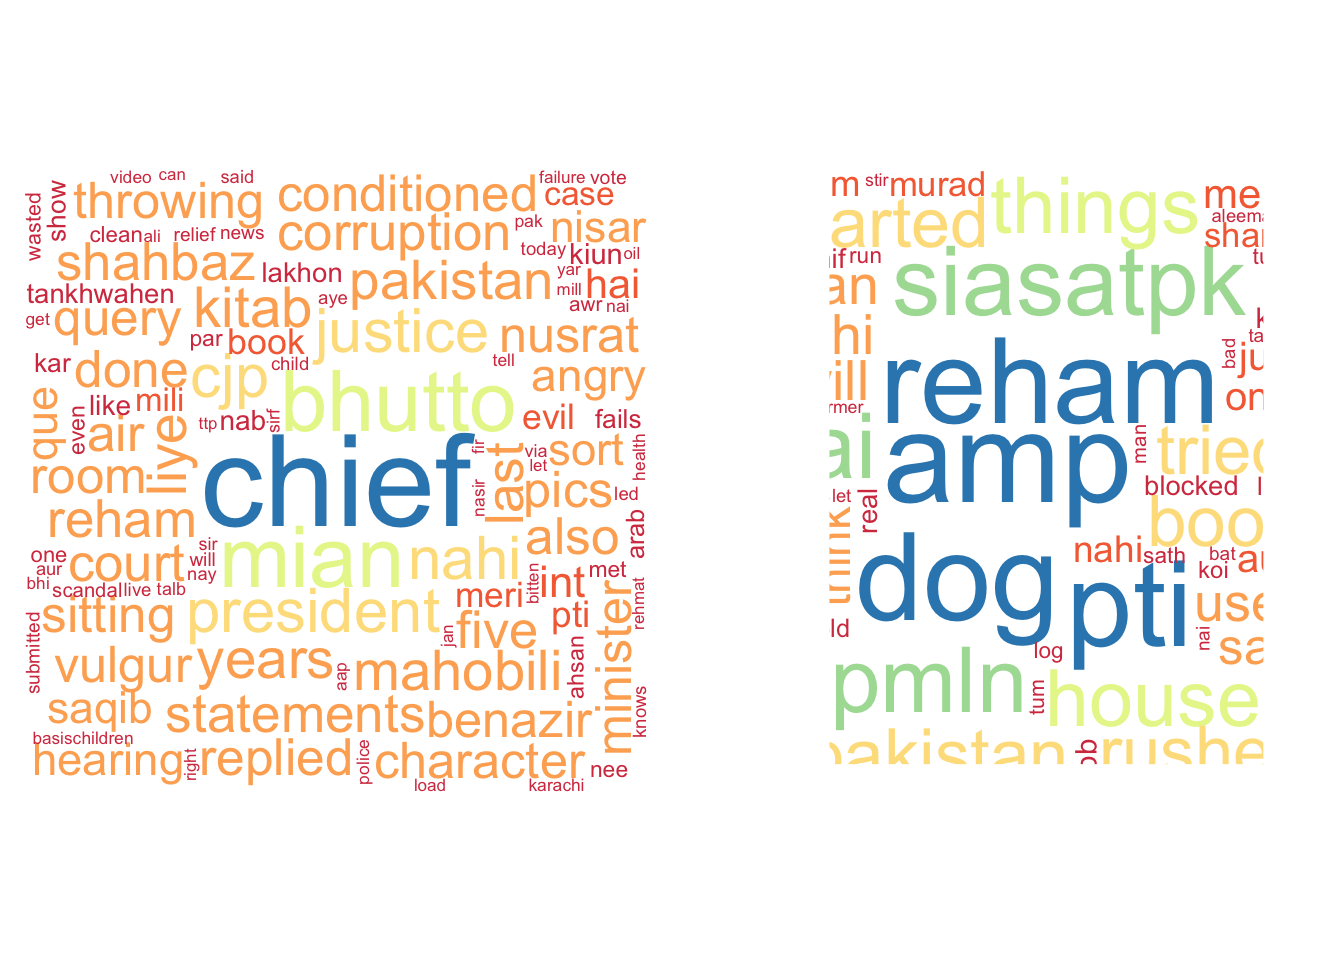 video can said failure vote
wasted show throwing conditioned case
clean ali relief news corruption pak nisar
shahbaz lakhon pakistan today kiun oil
tankhwahen kitab aye yar mill hai
get query justice awr nai
par book nusrat
kar done cjp child tell angry
que even like mili bhutto evil fails
air liye ttp nab sirf
room chief fir last via sort health
let
nasir pics led
reham also arab
one court sir mian nahi met
aur will
bhi nay
scandal live talb meri bitten int rehmat
submitted sitting president jan five pti minister
vulgur years aap mahobili ahsan knows
saqib statements benazir
basis children
hearing right replied police character nee
load karachi
m stir murad things me
arted aleema
shar
if run siasatpk tu
an
hi reham bad ju
ill on
rmer
ai amp man tried
let real blocked
boo
think dog nahi sath bat au
koi
pti use
ld log nai sa
pmln tum house
pakistan ob rushe